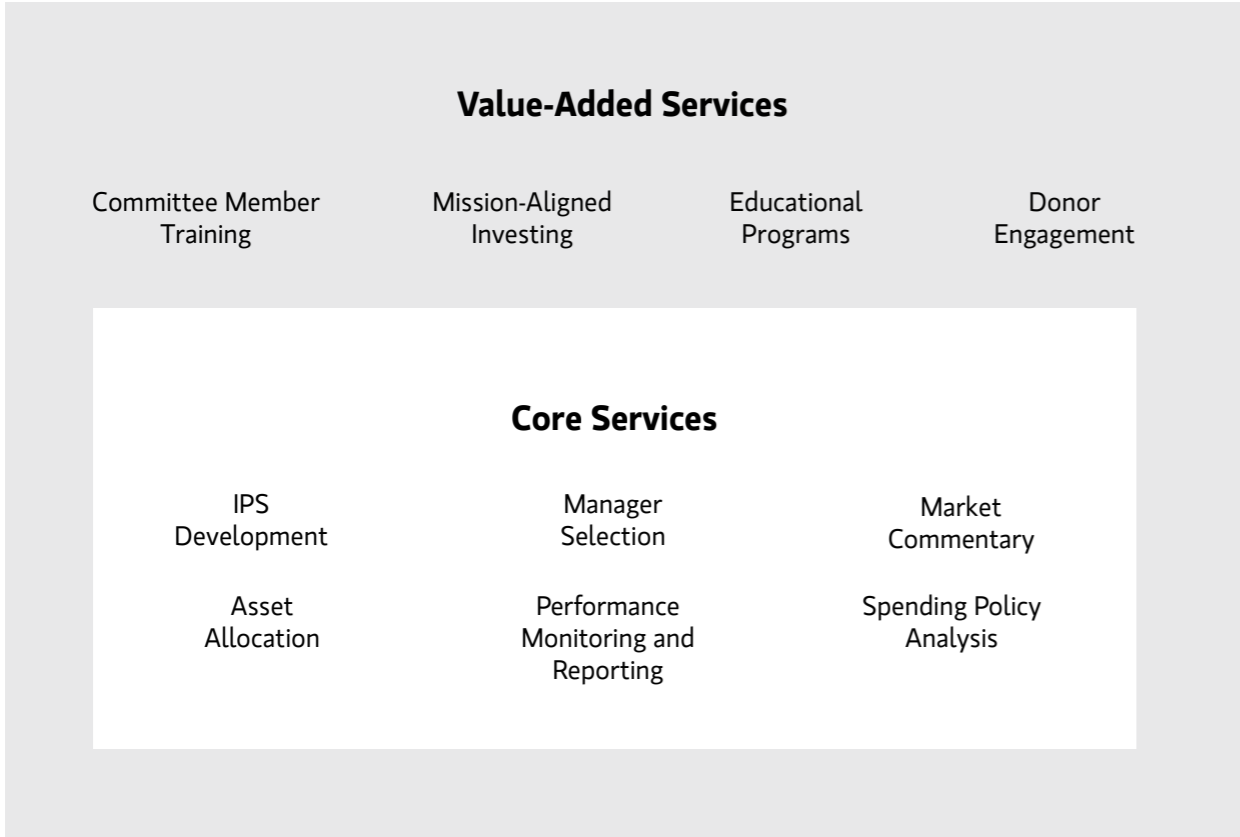 Value-Added Services
Committee Member
Training
Mission-Aligned
Investing
Educational
Programs
Donor
Engagement
Core Services
IPS
Development
Manager
Selection
Market
Commentary
Asset
Allocation
Performance
Monitoring and
Reporting
Spending Policy
Analysis